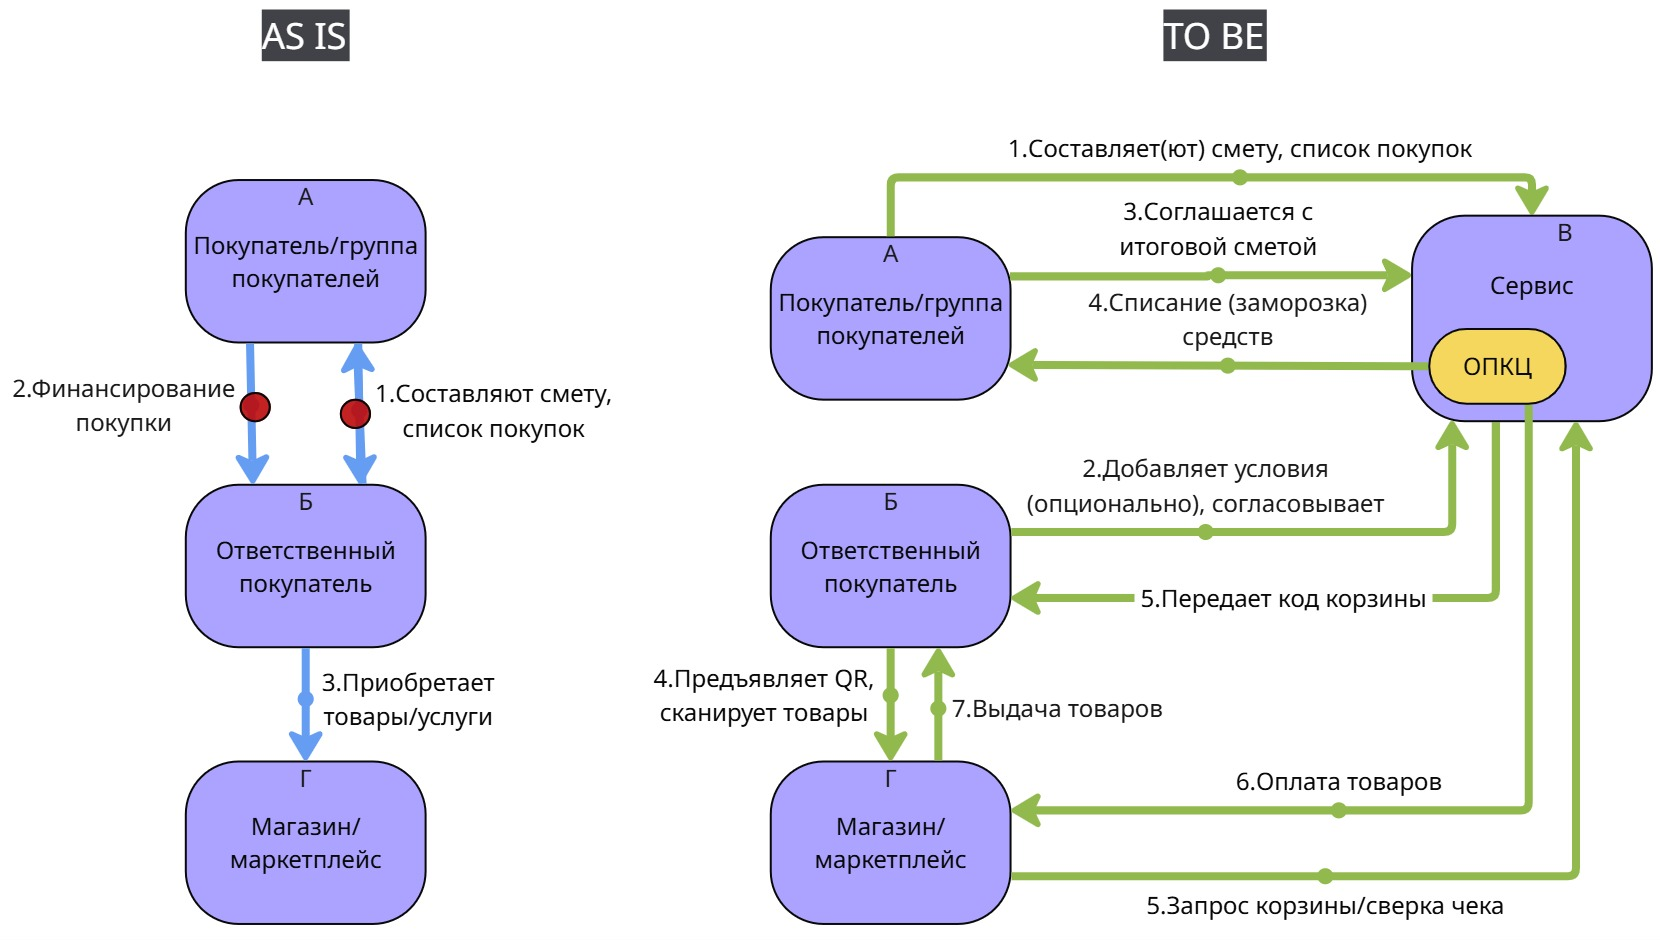 AS IS
А
Покупатель/группа
покупателей
2.Финансирование
покупки
1.Составляют смету,
список покупок
Б
Ответственный
покупатель
3.Приобретает
товары/услуги
Г
Магазин/
маркетплейс
TO BE
1.Составляет(ют) смету, список покупок
А
Покупатель/группа
покупателей
3.Соглашается с
итоговой сметой
4.Списание (заморозка)
средств
В
Сервис
ОПКЦ
Б
Ответственный
покупатель
2.Добавляет условия
(опционально), согласовывает
5.Передает код корзины
4.Предъявляет QR,
сканирует товары
7.Выдача товаров
Г
Магазин/
маркетплейс
6.Оплата товаров
5.Запрос корзины/сверка чека